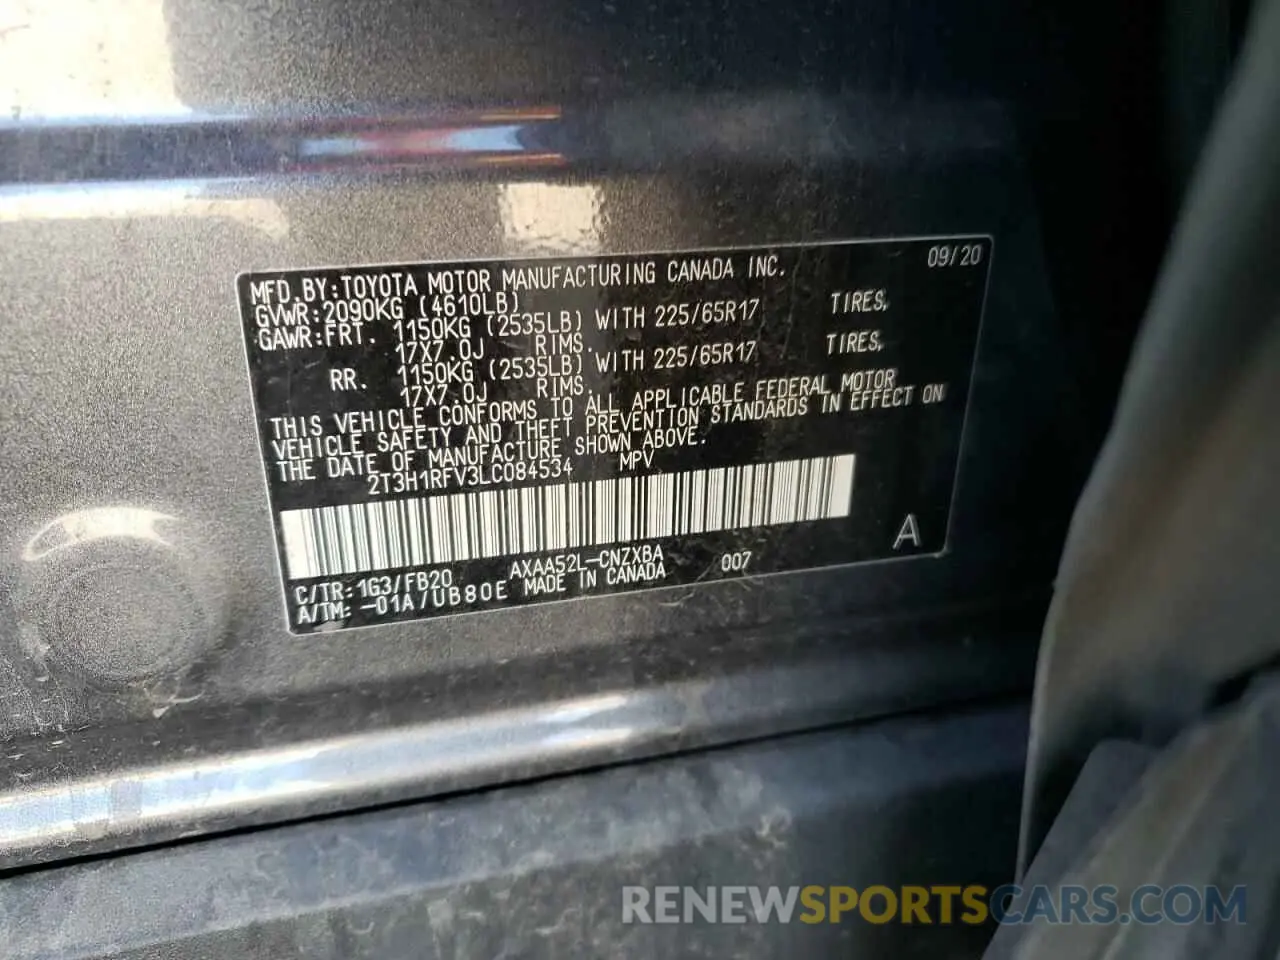 MFD.BY:TOYOTA MOTOR MANUFACTURING CANADA INC. 09/20
GVWR:2090KG (4610LB)
GAWR:FRT. 1150KG (2535LB) WITH 225/65R17 TIRES,
17X7.0J RIMS.
RR. 1150KG (2535LB) WITH 225/65R17 TIRES,
17X7.0J RIMS.
THIS VEHICLE CONFORMS TO ALL APPLICABLE FEDERAL MOTOR
VEHICLE SAFETY AND THEFT PREVENTION STANDARDS IN EFFECT ON
THE DATE OF MANUFACTURE SHOWN ABOVE.
2T3H1RFV3LC084534 MPV
A
C/TR:1G3/FB20 AXAA52L-CNZXBA 007
A/TM:-01A/UB80E MADE IN CANADA
RENEWSPORTSCARS.COM